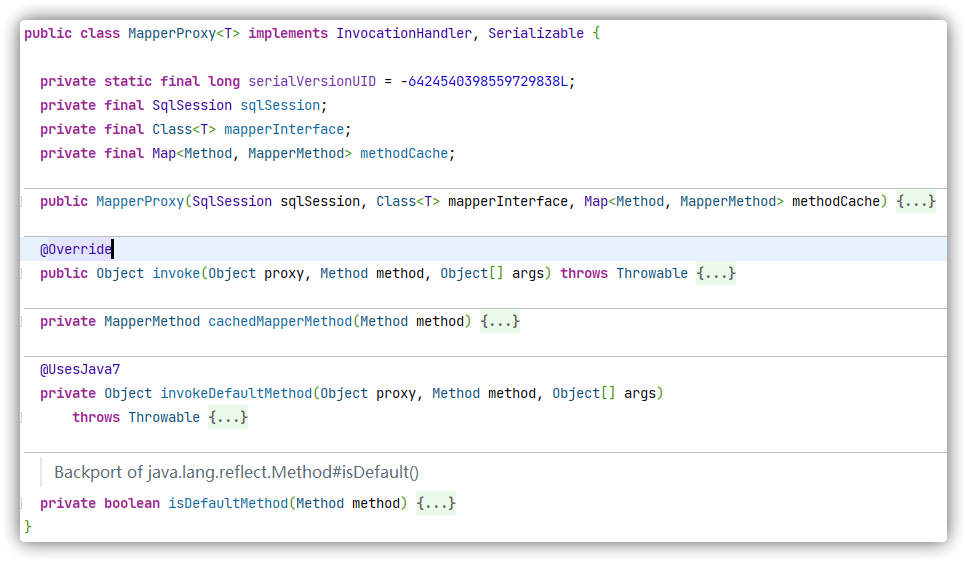 public class MapperProxy<T> implements InvocationHandler, Serializable {
private static final long serialVersionUID = -6424540398559729838L;
private final SqlSession sqlSession;
private final Class<T> mapperInterface;
private final Map<Method, MapperMethod> methodCache;
public MapperProxy(SqlSession sqlSession, Class<T> mapperInterface, Map<Method, MapperMethod> methodCache) {...}
@Override
public Object invoke(Object proxy, Method method, Object[] args) throws Throwable {...}
private MapperMethod cachedMapperMethod(Method method) {...}
@UsesJava7
private Object invokeDefaultMethod(Object proxy, Method method, Object[] args)
throws Throwable {...}
Backport of java.lang.reflect.Method#isDefault()
private boolean isDefaultMethod(Method method) {...}
}